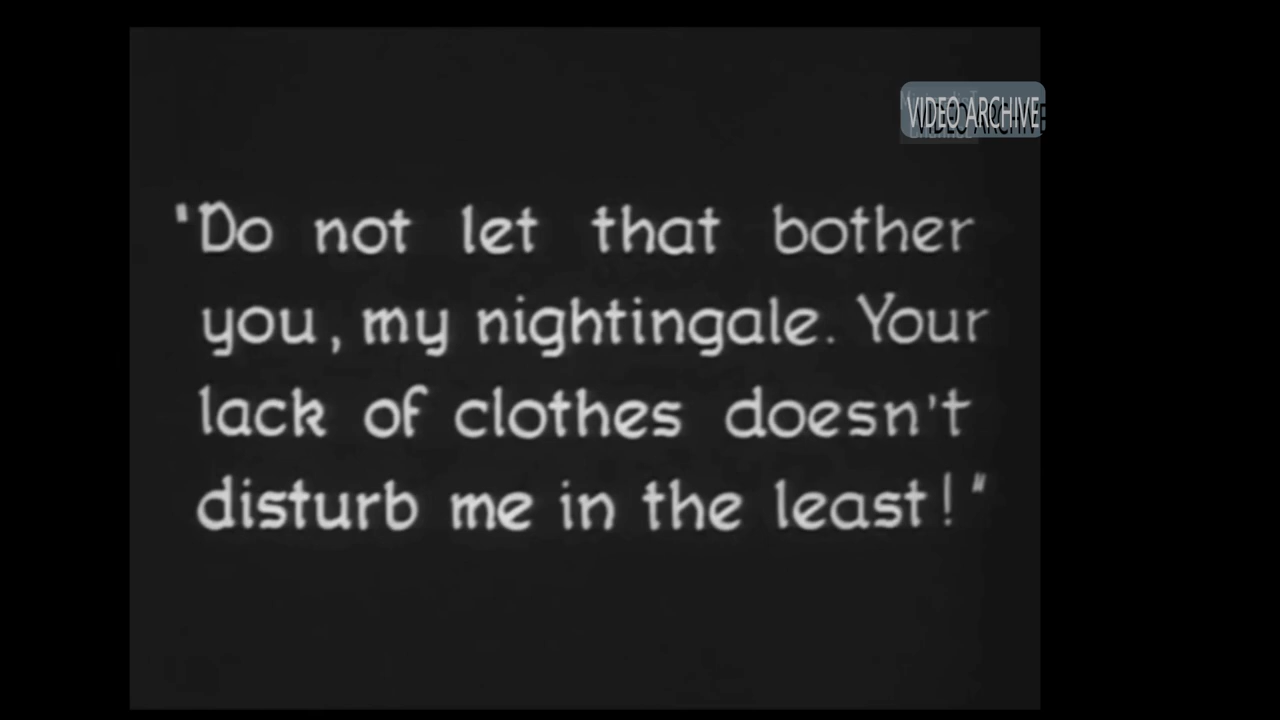 VIDEO ARCHIVE
"Do not let that bother
you, my nightingale. Your
lack of clothes doesn't
disturb me in the least!"